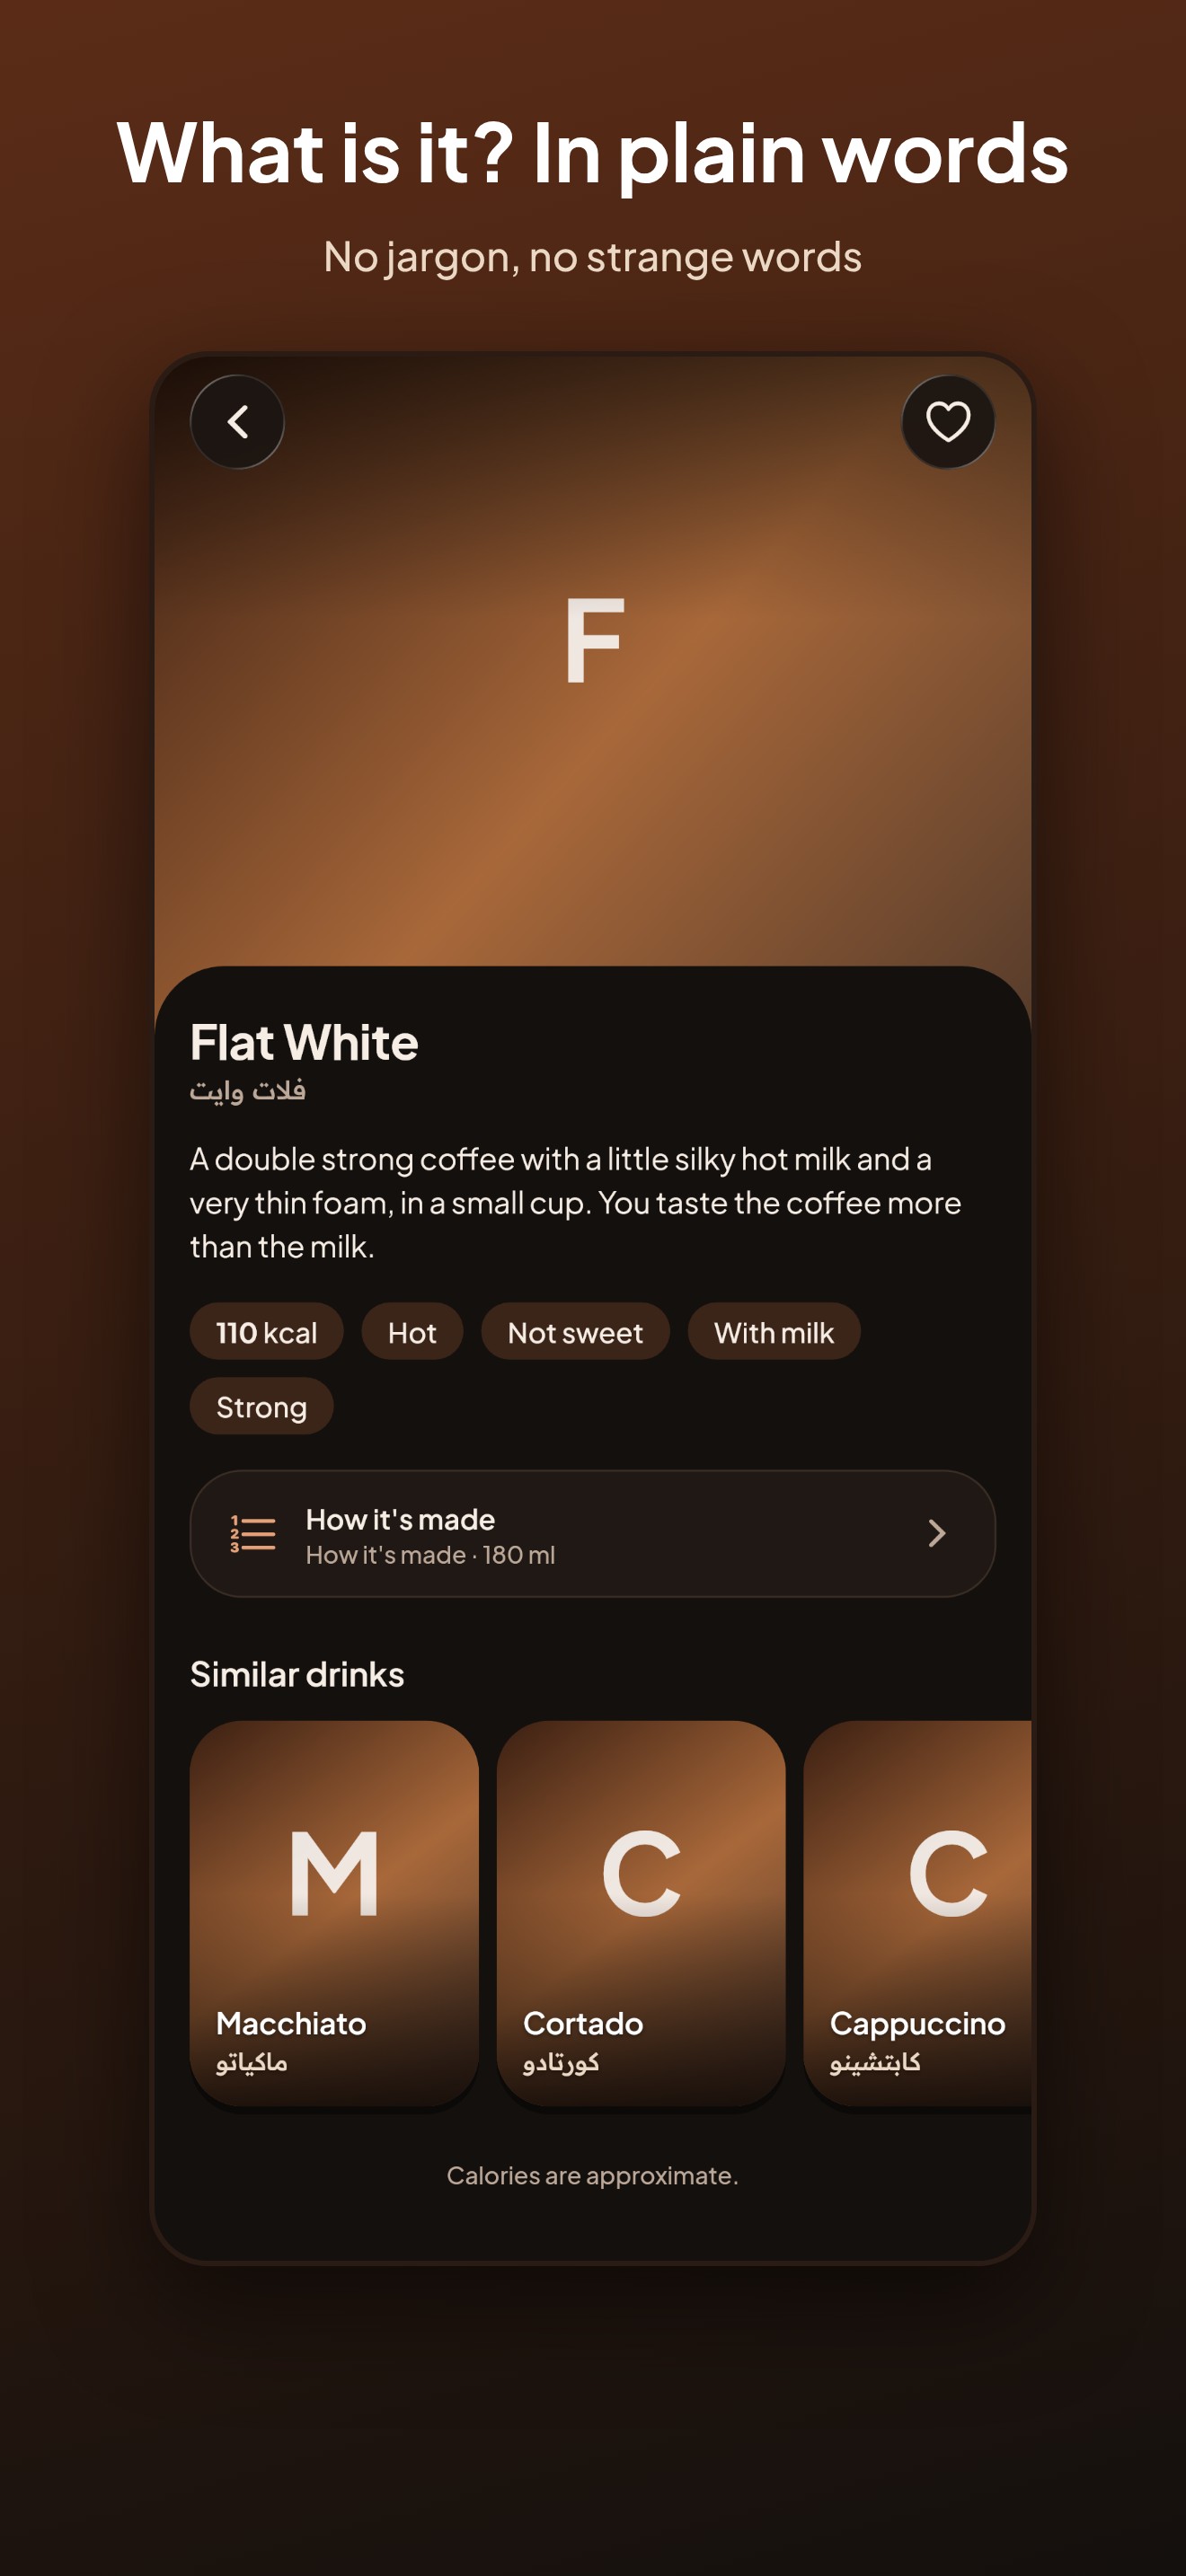 What is it? In plain words
No jargon, no strange words
F
Flat White
فلات وايت
A double strong coffee with a little silky hot milk and a
very thin foam, in a small cup. You taste the coffee more
than the milk.
110 kcal Hot Not sweet With milk
Strong
1
2
3
How it's made
How it's made · 180 ml
Similar drinks
M C C
Macchiato Cortado Cappuccino
ماكياتو كورتادو كابتشينو
Calories are approximate.